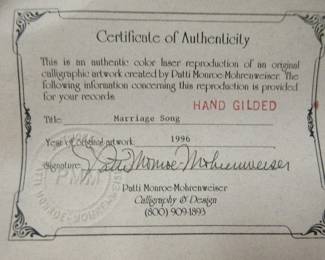 Certificate of Authenticity
This is an authentic color laser reproduction of an original
calligraphic artwork created by Patti Monroe-Mohrenweiser. The
following information concerning this reproduction is provided
for your records.
HAND GILDED
Title Marriage Song
Year of original artwork 1996
Signature Patti Monroe-Mohrenweiser
PMM
Patti Monroe-Mohrenweiser
Calligraphy & Design
(800) 909-1893